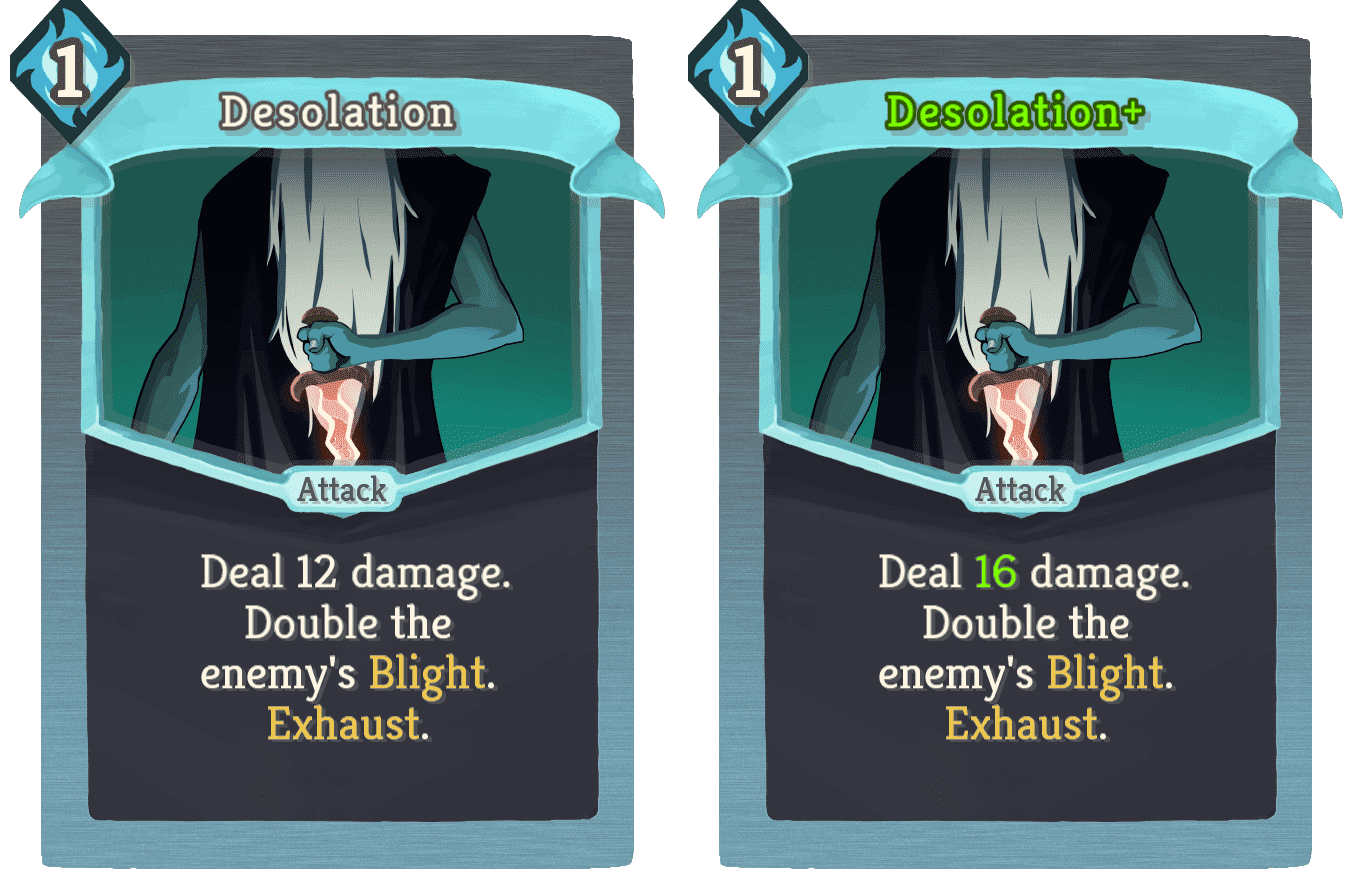 1
Desolation
Attack
Deal 12 damage.
Double the
enemy's Blight.
Exhaust.
1
Desolation+
Attack
Deal 16 damage.
Double the
enemy's Blight.
Exhaust.